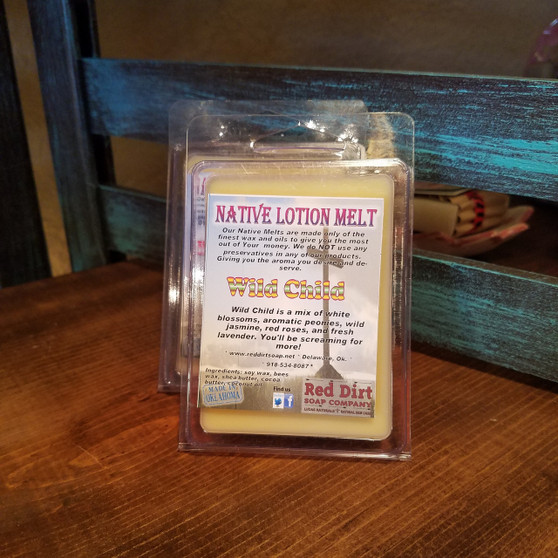 NATIVE LOTION MELT
Our Native Melts are made only of the
finest wax and oils to give you the most
out of Your money. We do NOT use any
preservatives in any of our products.
Giving you the aroma you desire and de-
serve.
Wild Child
Wild Child is a mix of white
blossoms, aromatic peonies, wild
jasmine, red roses, and fresh
lavender. You'll be screaming for
more!
www.reddirtsoap.net * Delaware, Ok. *
918-534-8087*
Ingredients: soy wax, bees
wax, shea butter, cocoa
butter,
MADE IN
OKLAHOMA
Find us
Red Dirt
SOAP COMPANY